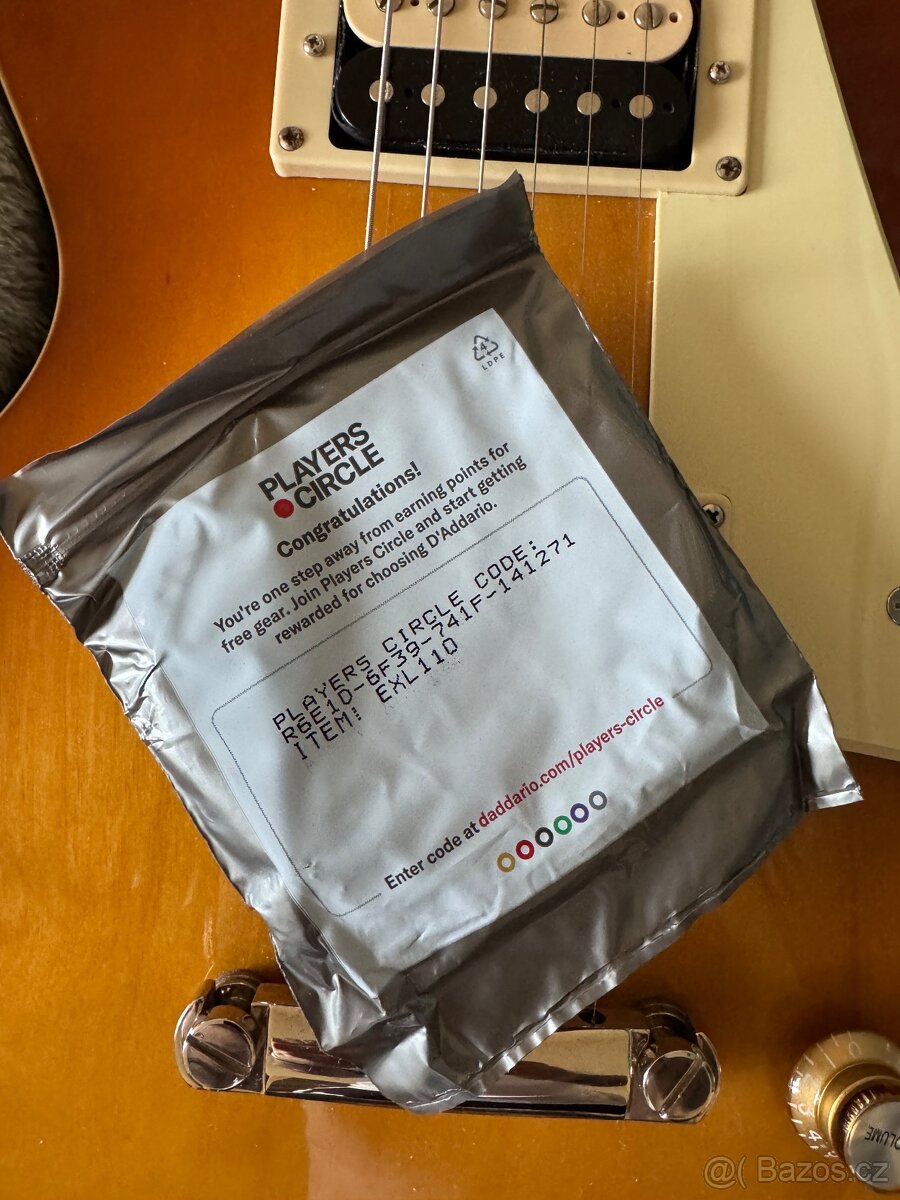 4
LDPE
PLAYERS
CIRCLE
Congratulations!
You're one step away from earning points for
free gear. Join Players Circle and start getting
rewarded for choosing D'Addario.
PLAYERS CIRCLE CODE:
R6E1D-6F39-741F-141271
ITEM: EXL110
Enter code at daddario.com/players-circle
VOLUME
@( Bazos.cz